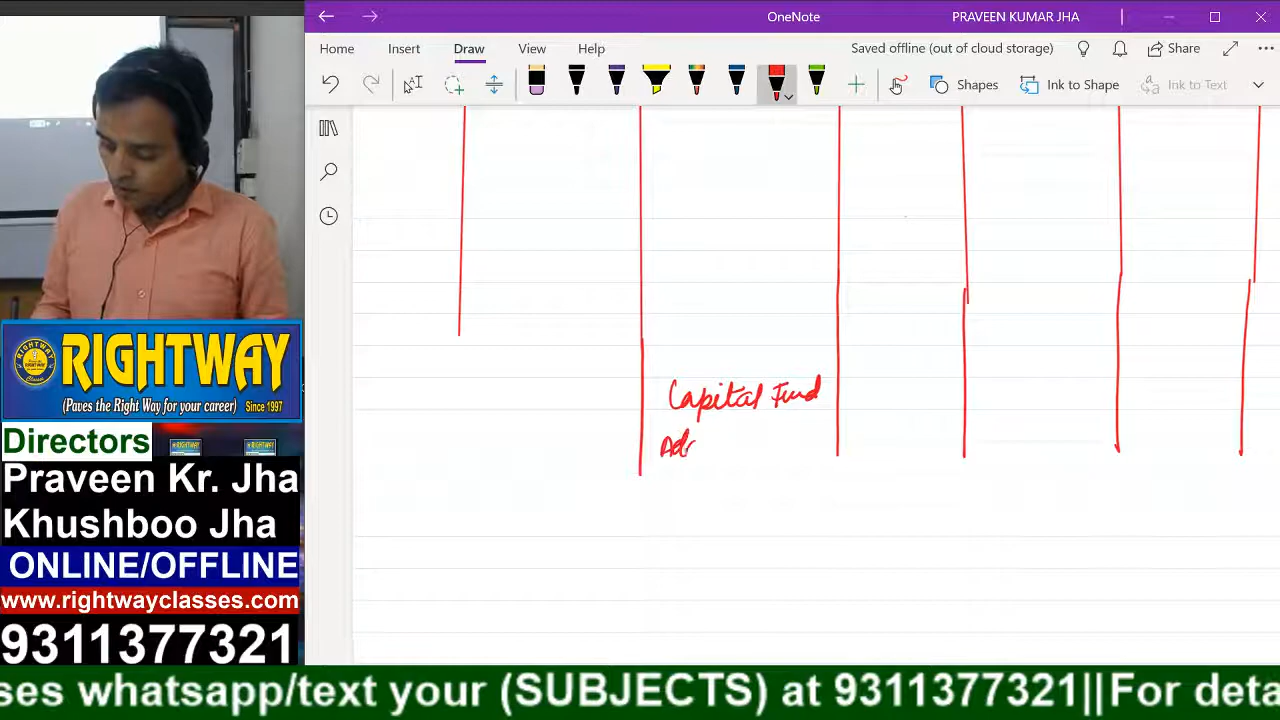 OneNote
PRAVEEN KUMAR JHA
Home Insert Draw View Help
Saved offline (out of cloud storage)
Share
Shapes
Ink to Shape
Ink to Text
Capital Fund
Ad
RIGHTWAY
(Paves the Right Way for your career) Since 1997
Directors
Praveen Kr. Jha
Khushboo Jha
ONLINE/OFFLINE
www.rightwayclasses.com
9311377321
ses whatsapp/text your (SUBJECTS) at 9311377321||For deta